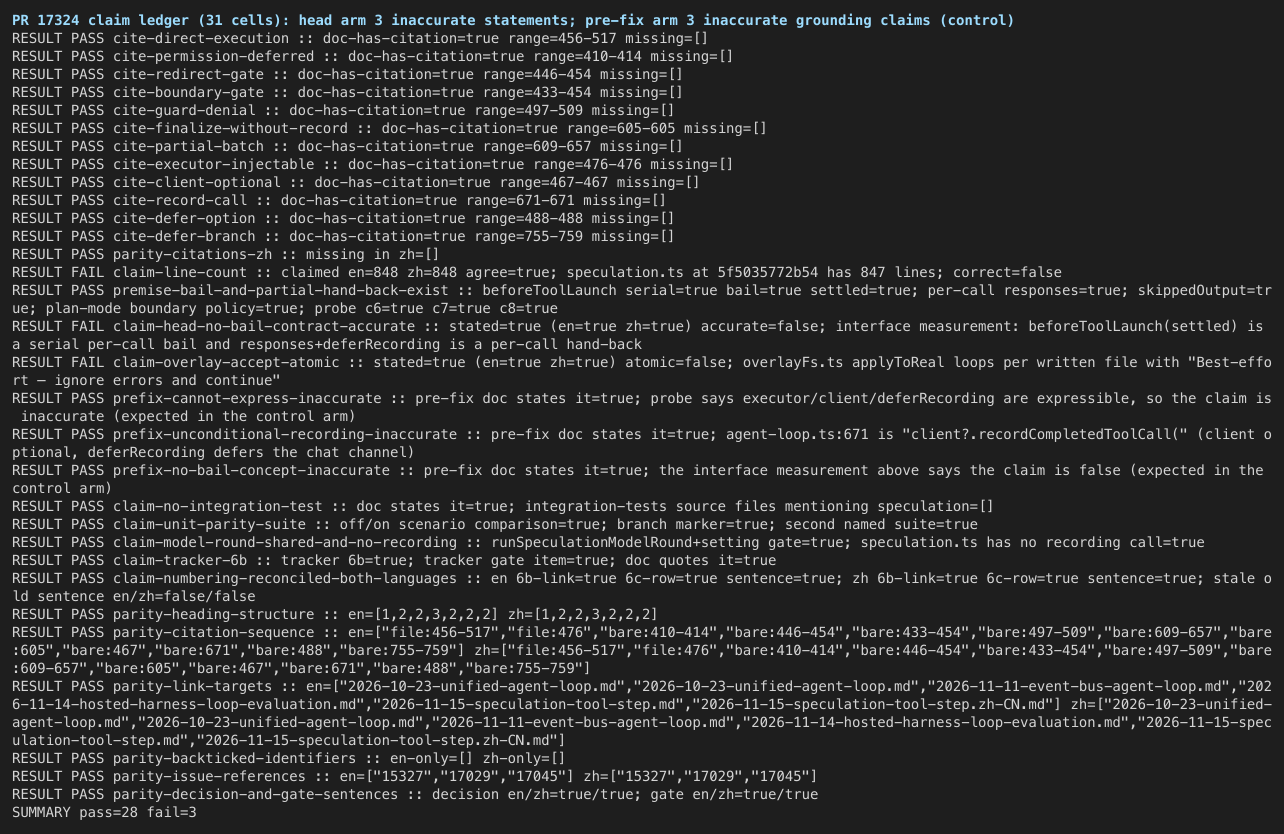 PR 17324 claim ledger (31 cells): head arm 3 inaccurate statements; pre-fix arm 3 inaccurate grounding claims (control)
RESULT PASS cite-direct-execution :: doc-has-citation=true range=456-517 missing=[]
RESULT PASS cite-permission-deferred :: doc-has-citation=true range=410-414 missing=[]
RESULT PASS cite-redirect-gate :: doc-has-citation=true range=446-454 missing=[]
RESULT PASS cite-boundary-gate :: doc-has-citation=true range=433-454 missing=[]
RESULT PASS cite-guard-denial :: doc-has-citation=true range=497-509 missing=[]
RESULT PASS cite-finalize-without-record :: doc-has-citation=true range=605-605 missing=[]
RESULT PASS cite-partial-batch :: doc-has-citation=true range=609-657 missing=[]
RESULT PASS cite-executor-injectable :: doc-has-citation=true range=476-476 missing=[]
RESULT PASS cite-client-optional :: doc-has-citation=true range=467-467 missing=[]
RESULT PASS cite-record-call :: doc-has-citation=true range=671-671 missing=[]
RESULT PASS cite-defer-option :: doc-has-citation=true range=488-488 missing=[]
RESULT PASS cite-defer-branch :: doc-has-citation=true range=755-759 missing=[]
RESULT PASS parity-citations-zh :: missing in zh=[]
RESULT FAIL claim-line-count :: claimed en=848 zh=848 agree=true; speculation.ts at 5f5035772b54 has 847 lines; correct=false
RESULT PASS premise-bail-and-partial-hand-back-exist :: beforeToolLaunch serial=true bail=true settled=true; per-call responses=true; skippedOutput=tr
ue; plan-mode boundary policy=true; probe c6=true c7=true c8=true
RESULT FAIL claim-head-no-bail-contract-accurate :: stated=true (en=true zh=true) accurate=false; interface measurement: beforeToolLaunch(settled) is
a serial per-call bail and responses+deferRecording is a per-call hand-back
RESULT FAIL claim-overlay-accept-atomic :: stated=true (en=true zh=true) atomic=false; overlayFs.ts applyToReal loops per written file with "Best-effo
rt — ignore errors and continue"
RESULT PASS prefix-cannot-express-inaccurate :: pre-fix doc states it=true; probe says executor/client/deferRecording are expressible, so the claim is
inaccurate (expected in the control arm)
RESULT PASS prefix-unconditional-recording-inaccurate :: pre-fix doc states it=true; agent-loop.ts:671 is "client?.recordCompletedToolCall(" (client o
ptional, deferRecording defers the chat channel)
RESULT PASS prefix-no-bail-concept-inaccurate :: pre-fix doc states it=true; the interface measurement above says the claim is false (expected in the
control arm)
RESULT PASS claim-no-integration-test :: doc states it=true; integration-tests source files mentioning speculation=[]
RESULT PASS claim-unit-parity-suite :: off/on scenario comparison=true; branch marker=true; second named suite=true
RESULT PASS claim-model-round-shared-and-no-recording :: runSpeculationModelRound+setting gate=true; speculation.ts has no recording call=true
RESULT PASS claim-tracker-6b :: tracker 6b=true; tracker gate item=true; doc quotes it=true
RESULT PASS claim-numbering-reconciled-both-languages :: en 6b-link=true 6c-row=true sentence=true; zh 6b-link=true 6c-row=true sentence=true; stale o
ld sentence en/zh=false/false
RESULT PASS parity-heading-structure :: en=[1,2,2,3,2,2,2] zh=[1,2,2,3,2,2,2]
RESULT PASS parity-citation-sequence :: en=["file:456-517","file:476","bare:410-414","bare:446-454","bare:433-454","bare:497-509","bare:609-657","bare
:605","bare:467","bare:671","bare:488","bare:755-759"] zh=["file:456-517","file:476","bare:410-414","bare:446-454","bare:433-454","bare:497-509","bare
:609-657","bare:605","bare:467","bare:671","bare:488","bare:755-759"]
RESULT PASS parity-link-targets :: en=["2026-10-23-unified-agent-loop.md","2026-10-23-unified-agent-loop.md","2026-11-11-event-bus-agent-loop.md","202
6-11-14-hosted-harness-loop-evaluation.md","2026-11-15-speculation-tool-step.md","2026-11-15-speculation-tool-step.zh-CN.md"] zh=["2026-10-23-unified-
agent-loop.md","2026-10-23-unified-agent-loop.md","2026-11-11-event-bus-agent-loop.md","2026-11-14-hosted-harness-loop-evaluation.md","2026-11-15-spec
ulation-tool-step.md","2026-11-15-speculation-tool-step.zh-CN.md"]
RESULT PASS parity-backticked-identifiers :: en-only=[] zh-only=[]
RESULT PASS parity-issue-references :: en=["15327","17029","17045"] zh=["15327","17029","17045"]
RESULT PASS parity-decision-and-gate-sentences :: decision en/zh=true/true; gate en/zh=true/true
SUMMARY pass=28 fail=3